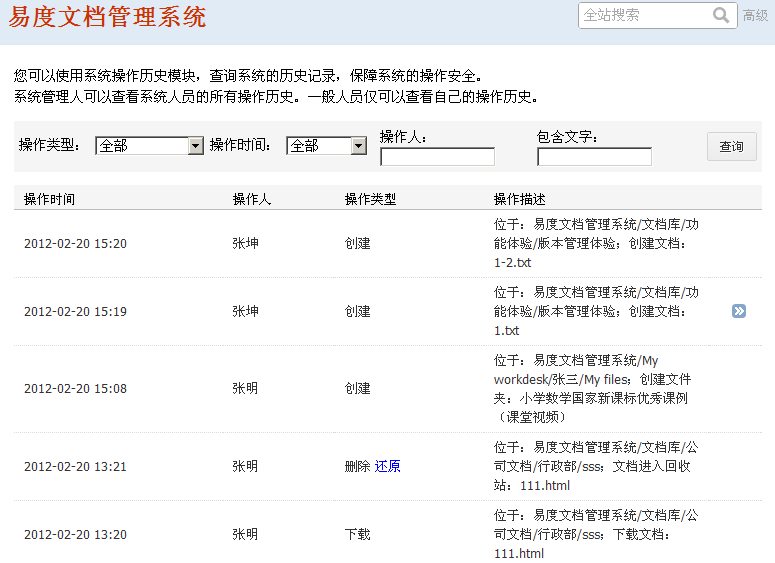 易度文档管理系统
全站搜索
高级
您可以使用系统操作历史模块，查询系统的历史记录，保障系统的操作安全。
系统管理人可以查看系统人员的所有操作历史。一般人员仅可以查看自己的操作历史。
操作类型： 全部 操作时间： 全部 操作人： 包含文字： 查询
操作时间 操作人 操作类型 操作描述
位于：易度文档管理系统/文档库/功
2012-02-20 15:20 张坤 创建 能体验/版本管理体验；创建文档：
1-2.txt
位于：易度文档管理系统/文档库/功
2012-02-20 15:19 张坤 创建 能体验/版本管理体验；创建文档：
1.txt
位于：易度文档管理系统/My
workdesk/张三/My files；创建文件
2012-02-20 15:08 张明 创建 夹：小学数学国家新课标优秀课例
（课堂视频）
位于：易度文档管理系统/文档库/公
2012-02-20 13:21 张明 删除 还原 司文档/行政部/sss；文档进入回收
站：111.html
位于：易度文档管理系统/文档库/公
2012-02-20 13:20 张明 下载 司文档/行政部/sss；下载文档：
111.html